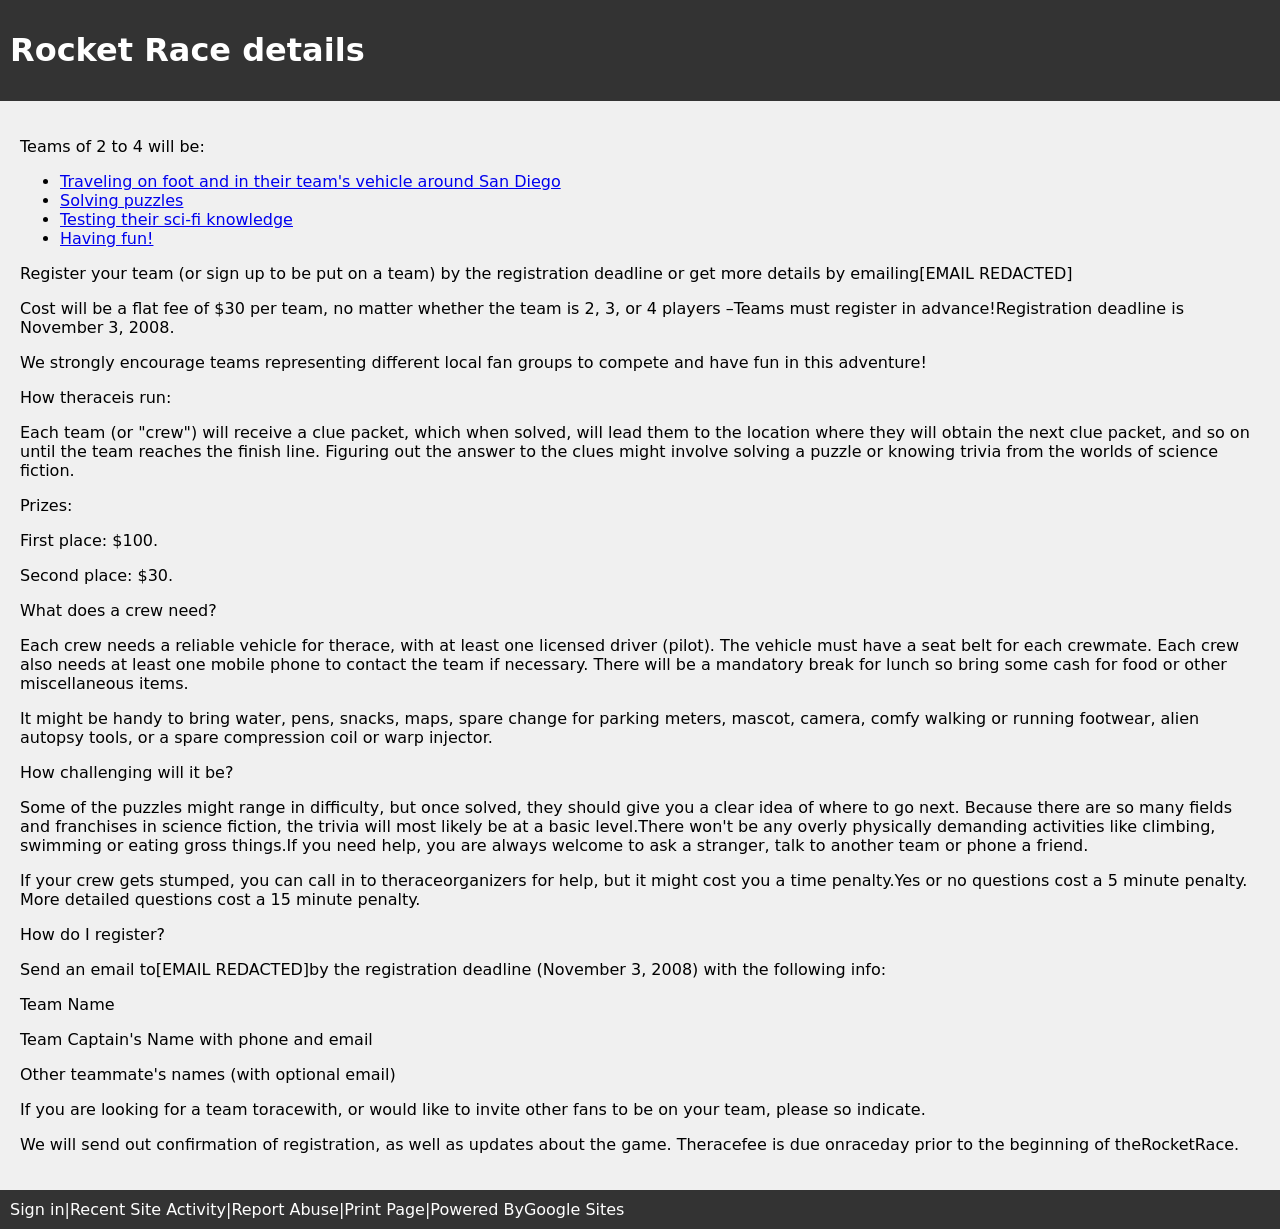 Rocket Race details
Teams of 2 to 4 will be:
Traveling on foot and in their team's vehicle around San Diego
Solving puzzles
Testing their sci-fi knowledge
Having fun!
Register your team (or sign up to be put on a team) by the registration deadline or get more details by emailing[EMAIL REDACTED]
Cost will be a flat fee of $30 per team, no matter whether the team is 2, 3, or 4 players –Teams must register in advance!Registration deadline is
November 3, 2008.
We strongly encourage teams representing different local fan groups to compete and have fun in this adventure!
How theraceis run:
Each team (or "crew") will receive a clue packet, which when solved, will lead them to the location where they will obtain the next clue packet, and so on
until the team reaches the finish line. Figuring out the answer to the clues might involve solving a puzzle or knowing trivia from the worlds of science
fiction.
Prizes:
First place: $100.
Second place: $30.
What does a crew need?
Each crew needs a reliable vehicle for therace, with at least one licensed driver (pilot). The vehicle must have a seat belt for each crewmate. Each crew
also needs at least one mobile phone to contact the team if necessary. There will be a mandatory break for lunch so bring some cash for food or other
miscellaneous items.
It might be handy to bring water, pens, snacks, maps, spare change for parking meters, mascot, camera, comfy walking or running footwear, alien
autopsy tools, or a spare compression coil or warp injector.
How challenging will it be?
Some of the puzzles might range in difficulty, but once solved, they should give you a clear idea of where to go next. Because there are so many fields
and franchises in science fiction, the trivia will most likely be at a basic level.There won't be any overly physically demanding activities like climbing,
swimming or eating gross things.If you need help, you are always welcome to ask a stranger, talk to another team or phone a friend.
If your crew gets stumped, you can call in to theraceorganizers for help, but it might cost you a time penalty.Yes or no questions cost a 5 minute penalty.
More detailed questions cost a 15 minute penalty.
How do I register?
Send an email to[EMAIL REDACTED]by the registration deadline (November 3, 2008) with the following info:
Team Name
Team Captain's Name with phone and email
Other teammate's names (with optional email)
If you are looking for a team toracewith, or would like to invite other fans to be on your team, please so indicate.
We will send out confirmation of registration, as well as updates about the game. Theracefee is due onraceday prior to the beginning of theRocketRace.
Sign in|Recent Site Activity|Report Abuse|Print Page|Powered ByGoogle Sites